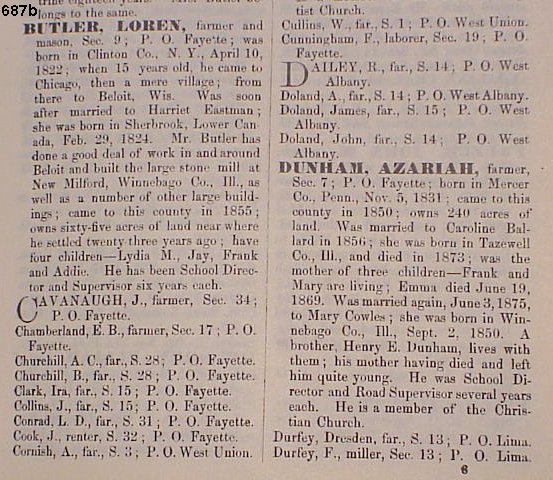 687b
longs to the same.
BUTLER, LOREN, farmer and
mason, Sec. 9; P. O. Fayette; was
born in Clinton Co., N. Y., April 10,
1822; when 15 years old, he came to
Chicago, then a mere village; from
there to Beloit, Wis. Was soon
after married to Harriet Eastman;
she was born in Sherbrook, Lower Can-
ada, Feb. 29, 1824. Mr. Butler has
done a good deal of work in and around
Beloit and built the large stone mill at
New Milford, Winnebago Co., Ill., as
well as a number of other large build-
ings; came to this county in 1855;
owns sixty-five acres of land near where
he settled twenty three years ago; have
four children—Lydia M., Jay, Frank
and Addie. He has been School Direc-
tor and Supervisor six years each.
CAVANAUGH, J., farmer, Sec. 34;
P. O. Fayette.
Chamberland, E. B., farmer, Sec. 17; P. O.
Fayette.
Churchill, A. C., far., S. 28; P. O. Fayette.
Churchill, B., far., S. 28; P. O. Fayette.
Clark, Ira, far., S. 15; P. O. Fayette.
Collins, J., far., S. 15; P. O. Fayette.
Conrad, L. D., far., S. 31; P. O. Fayette.
Cook, J., renter, S. 32; P. O. Fayette.
Cornish, A., far., S. 3; P. O. West Union.
tist Church.
Cullins, W., far., S. 1; P. O. West Union.
Cunningham, F., laborer, Sec. 19; P. O.
Fayette.
DAILEY, R., far., S. 14; P. O. West
Albany.
Doland, A., far., S. 14; P. O. West Albany.
Doland, James, far., S. 15; P. O. West
Albany.
Doland, John, far., S. 14; P. O. West
Albany.
DUNHAM, AZARIAH, farmer,
Sec. 7; P. O. Fayette; born in Mercer
Co., Penn., Nov. 5, 1831; came to this
county in 1850; owns 240 acres of
land. Was married to Caroline Bal-
lard in 1856; she was born in Tazewell
Co., Ill., and died in 1873; was the
mother of three children—Frank and
Mary are living; Emma died June 19,
1869. Was married again, June 3, 1875,
to Mary Cowles; she was born in Win-
nebago Co., Ill., Sept. 2, 1850. A
brother, Henry E. Dunham, lives with
them; his mother having died and left
him quite young. He was School Di-
rector and Road Supervisor several years
each. He is a member of the Chris-
tian Church.
Durfey, Dresden, far., S. 13; P. O. Lima.
Durfey, F., miller, Sec. 13; P. O. Lima.
6